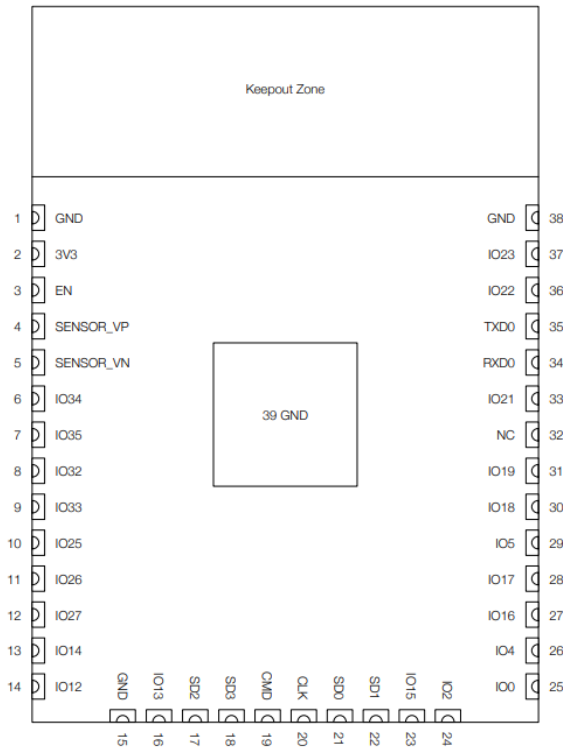 Keepout Zone
1 GND GND 38
2 3V3 IO23 37
3 EN IO22 36
4 SENSOR_VP TXD0 35
5 SENSOR_VN RXD0 34
6 IO34 IO21 33
39 GND
7 IO35 NC 32
8 IO32 IO19 31
9 IO33 IO18 30
10 IO25 IO5 29
11 IO26 IO17 28
12 IO27 IO16 27
13 IO14 IO4 26
14 IO12 IO0 25
GND IO13 SD2 SD3 CMD CLK SD0 SD1 IO15 IO2
15 16 17 18 19 20 21 22 23 24